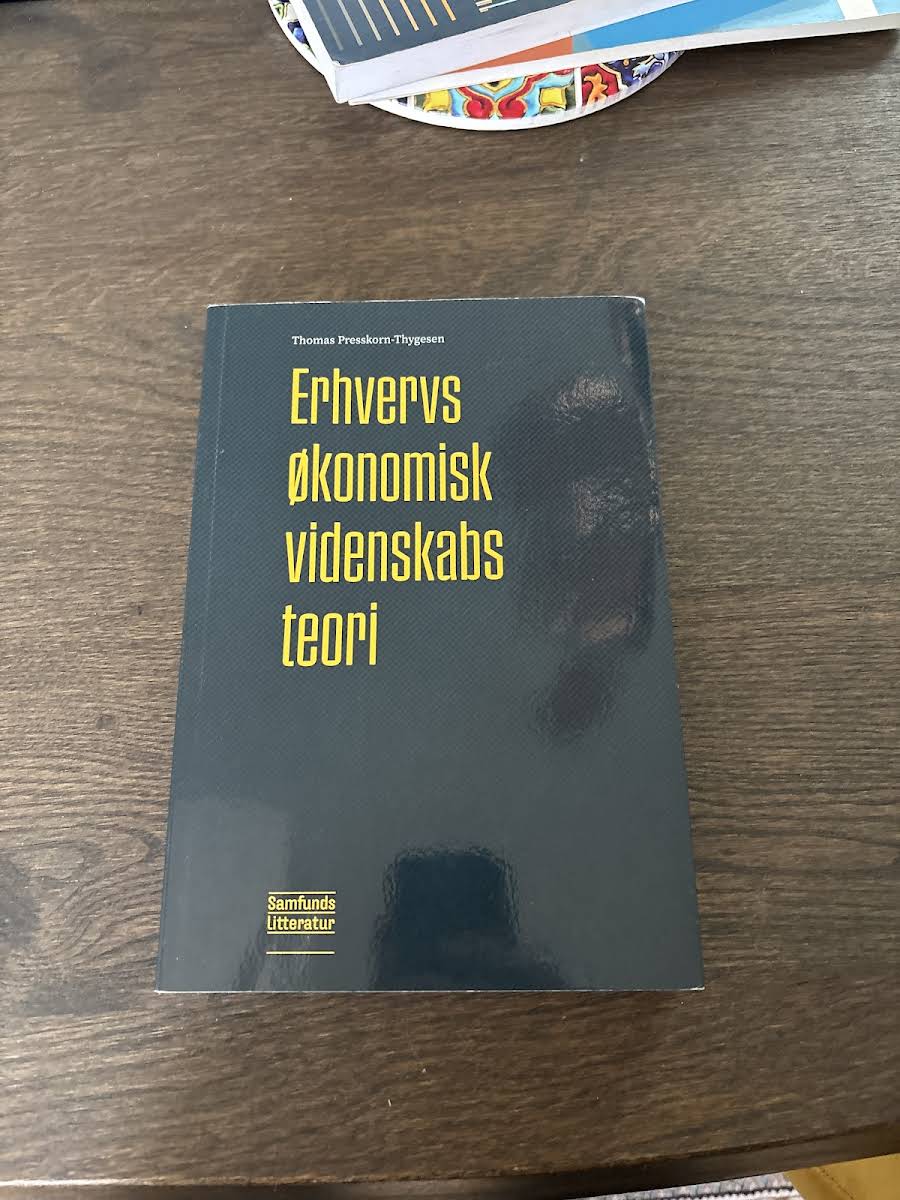 Thomas Presskorn-Thygesen
Erhvervs
økonomisk
videnskabs
teori
Samfunds
litteratur